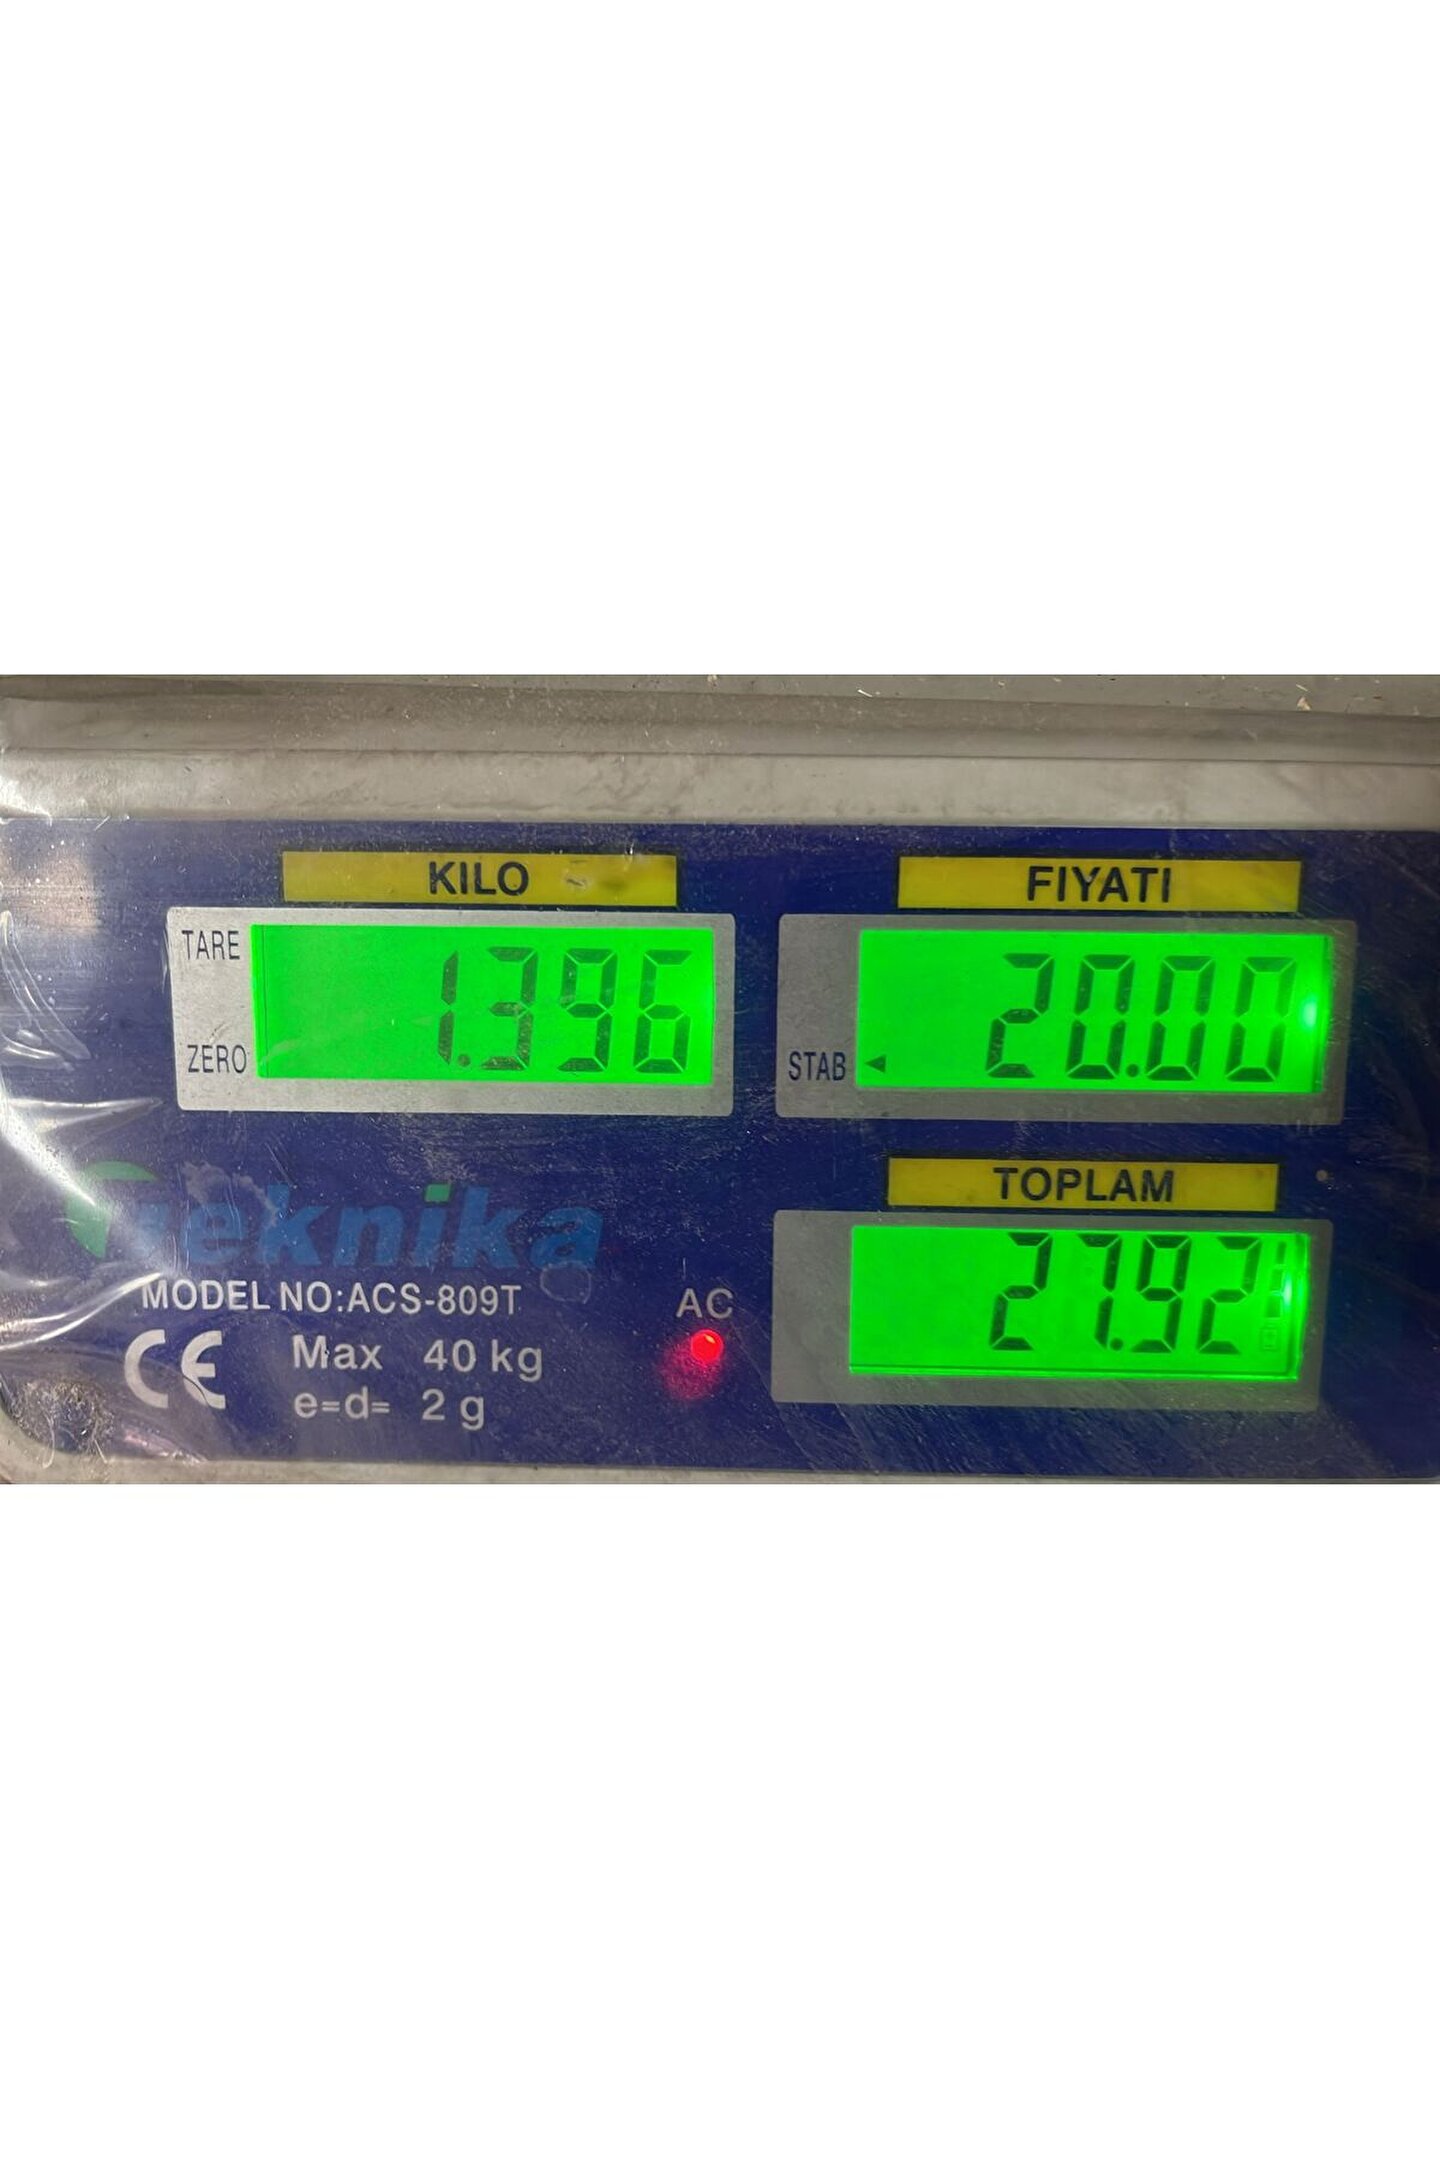 KILO
FIYATI
TARE
1.396
ZERO
20.00
STAB
TOPLAM
27.92
teknika
MODEL NO:ACS-809T
AC
CE
Max 40 kg
e=d= 2 g